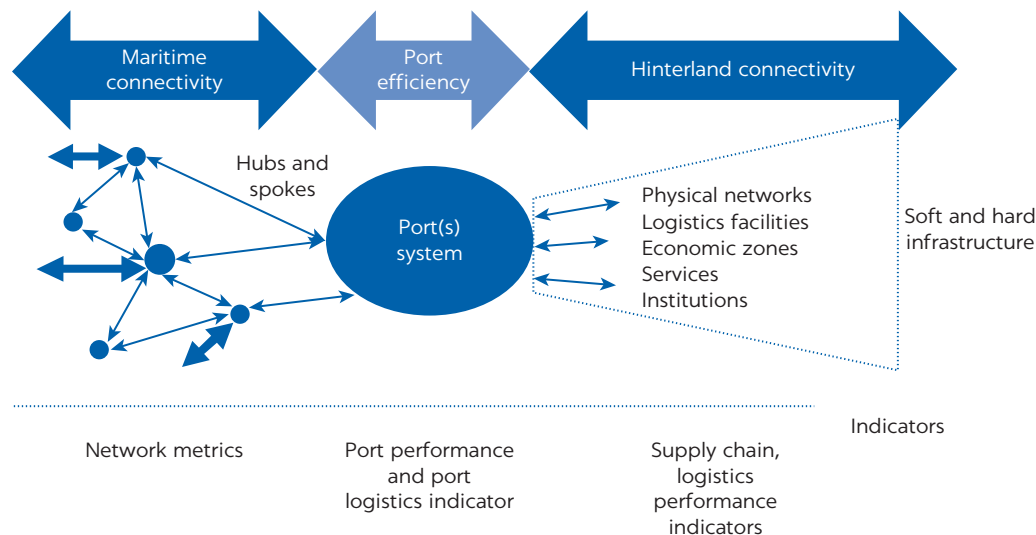 Maritime
connectivity
Port
efficiency
Hinterland connectivity
Hubs and
spokes
Port(s)
system
Physical networks
Logistics facilities
Economic zones
Services
Institutions
Soft and hard
infrastructure
Indicators
Network metrics
Port performance
and port
logistics indicator
Supply chain,
logistics
performance
indicators